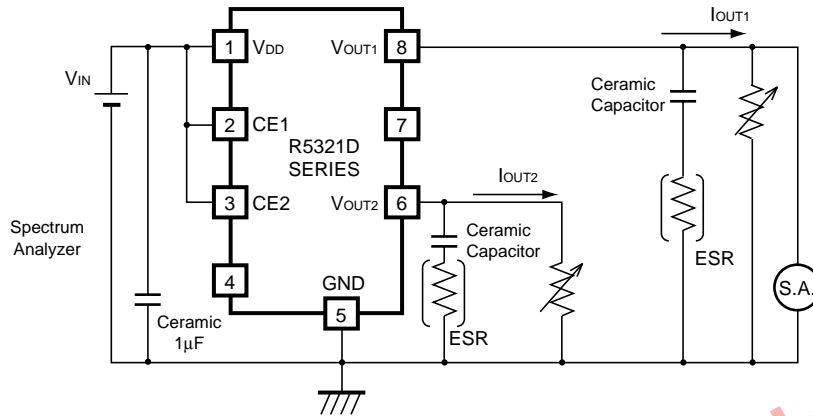 IOUT1
1 VDD VOUT1 8
VIN
Ceramic
Capacitor
2 CE1 7
R5321D
SERIES
IOUT2
3 CE2 VOUT2 6
Spectrum
Analyzer
Ceramic
Capacitor
ESR
4 GND
S.A.
Ceramic
1μF
5
ESR